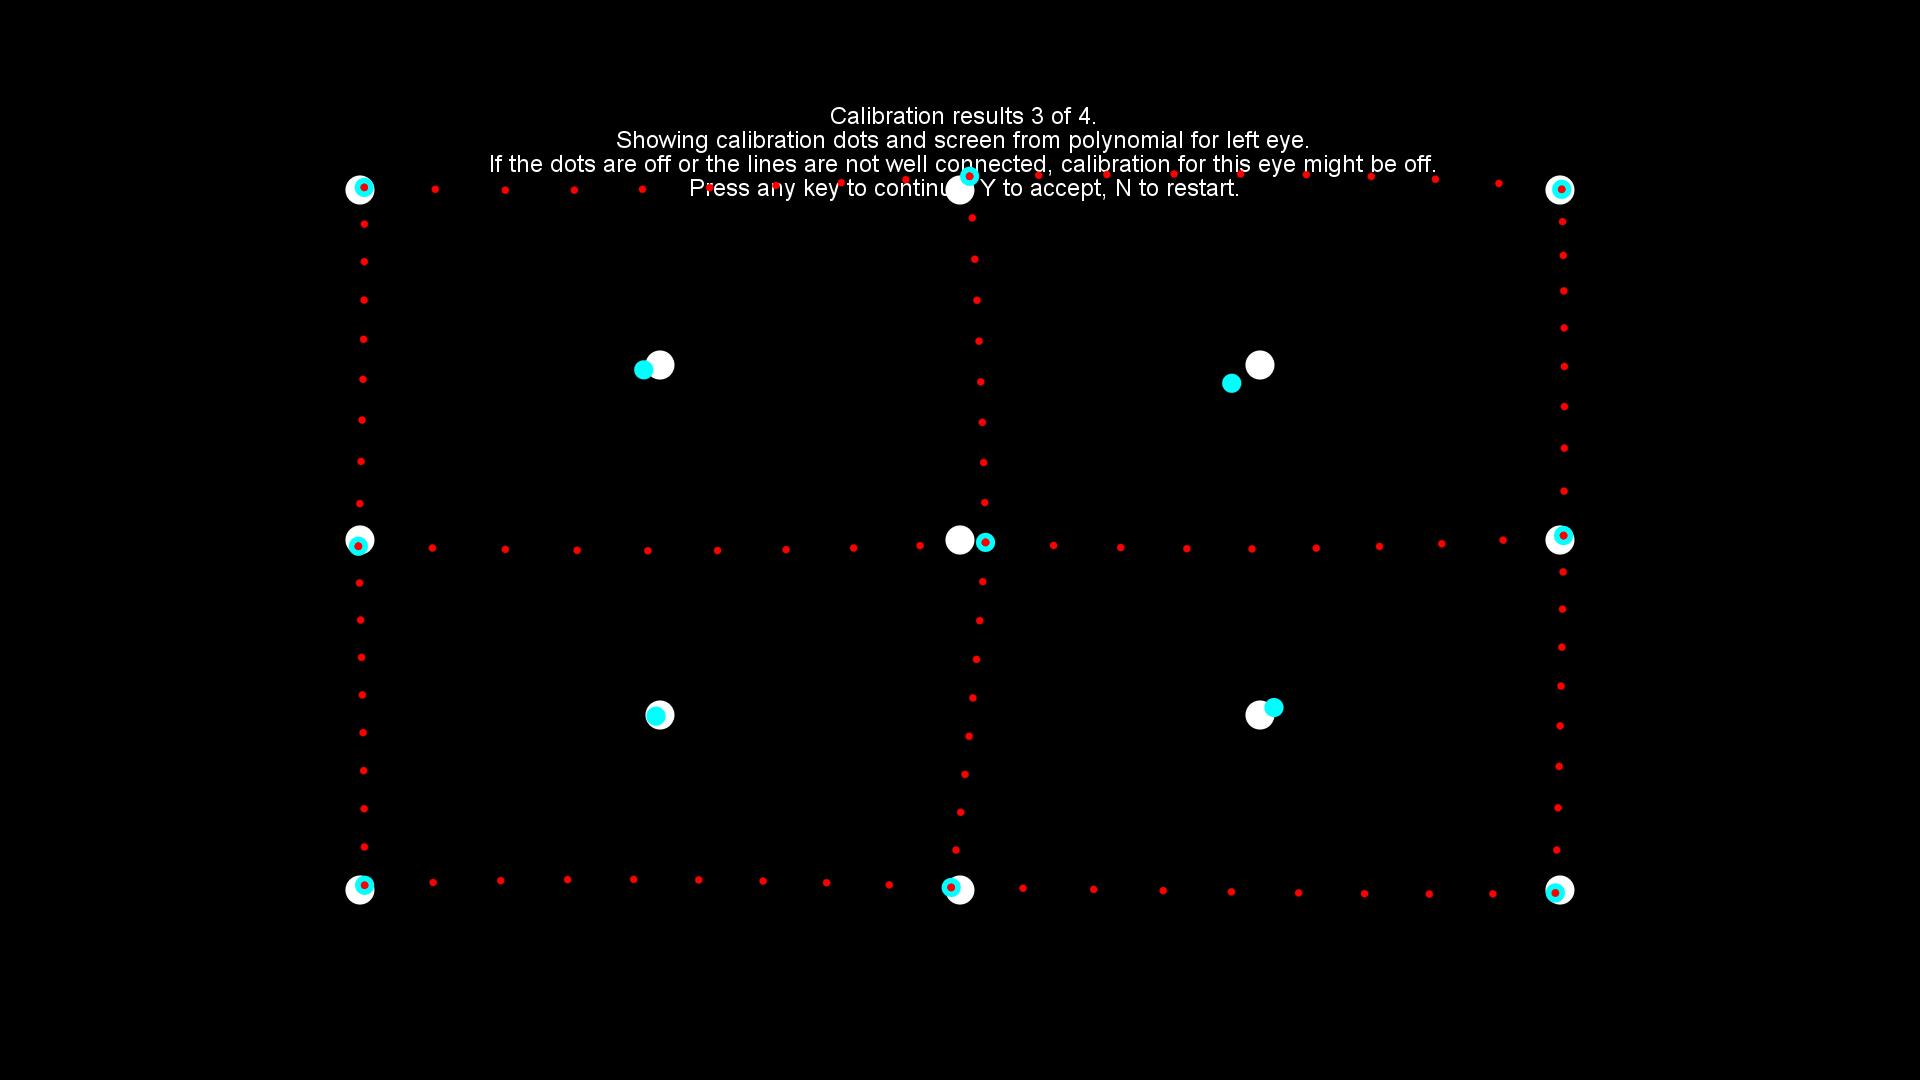 Calibration results 3 of 4.
Showing calibration dots and screen from polynomial for left eye.
If the dots are off or the lines are not well connected, calibration for this eye might be off.
Press any key to continue, Y to accept, N to restart.